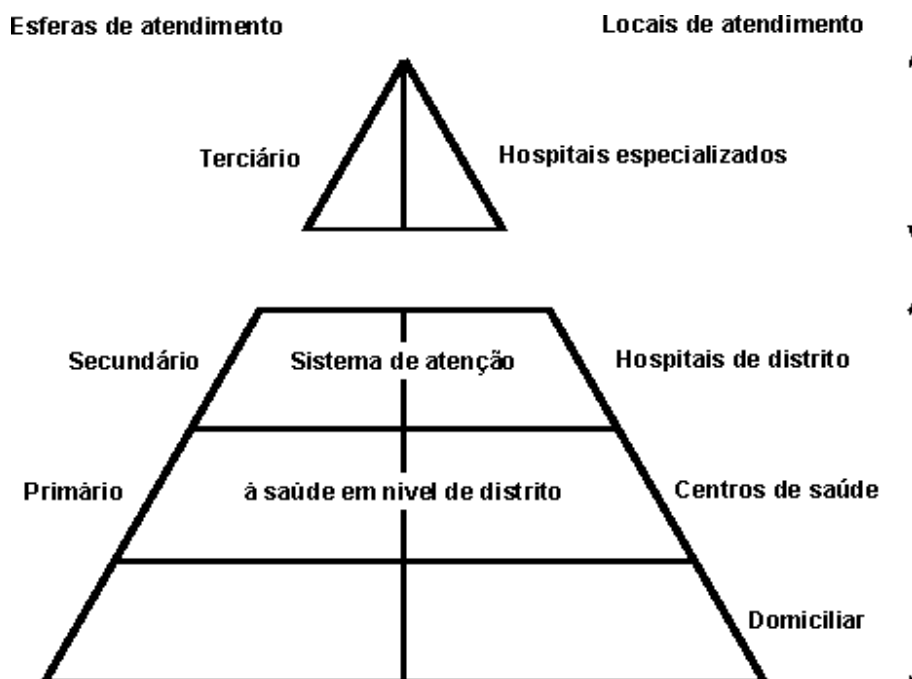 Esferas de atendimento
Locais de atendimento
Terciário
Hospitais especializados
Secundário
Sistema de atenção
Hospitais de distrito
Primário
à saúde em nivel de distrito
Centros de saúde
Domiciliar